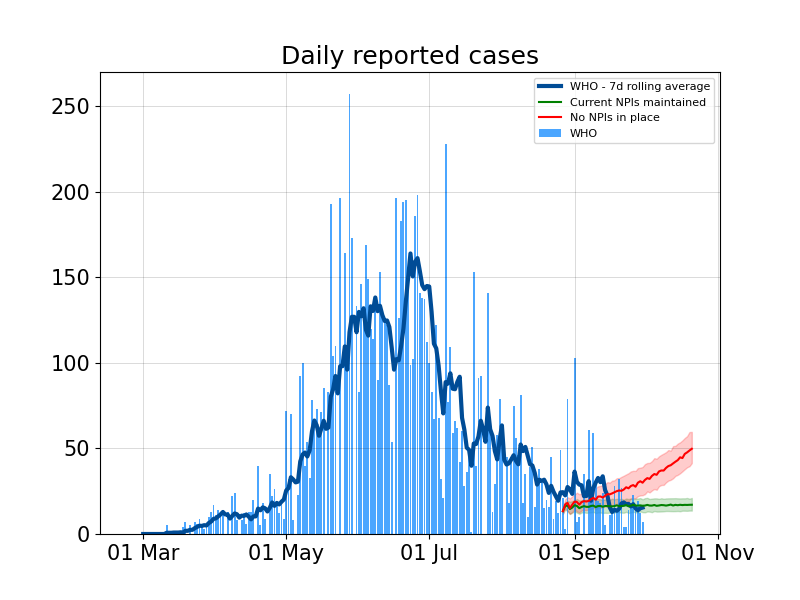 Daily reported cases
WHO - 7d rolling average
Current NPIs maintained
No NPIs in place
WHO
250
200
150
100
50
0
01 Mar
01 May
01 Jul
01 Sep
01 Nov